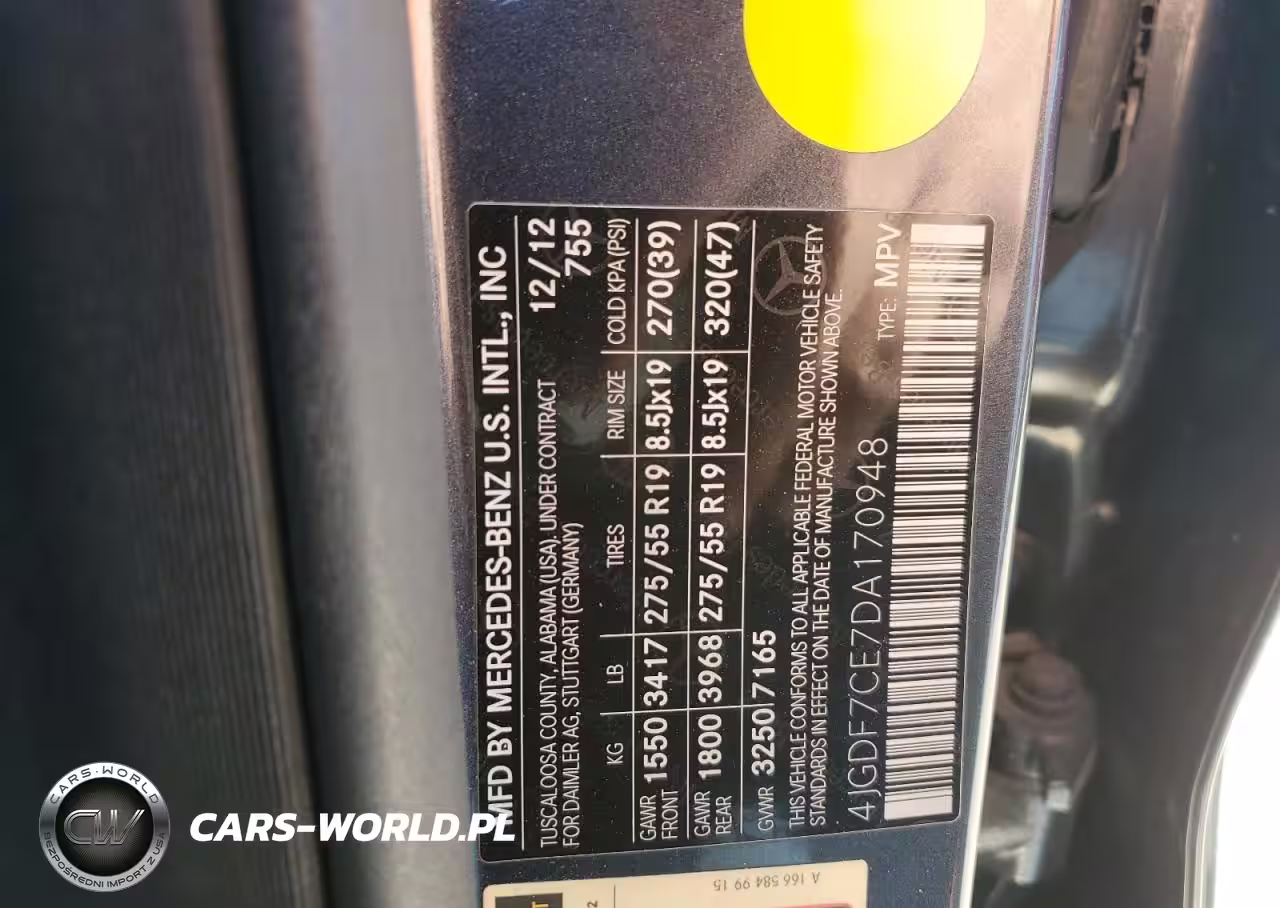 MFD BY MERCEDES-BENZ U.S. INTL., INC
TUSCALOOSA COUNTY, ALABAMA (USA), UNDER CONTRACT 12/12
FOR DAIMLER AG, STUTTGART (GERMANY) 755
KG LB TIRES RIM SIZE COLD KPA (PSI)
GAWR FRONT 1550 3417 275/55 R19 8.5Jx19 270(39)
GAWR REAR 1800 3968 275/55 R19 8.5Jx19 320(47)
GVWR 3250 7165
THIS VEHICLE CONFORMS TO ALL APPLICABLE FEDERAL MOTOR VEHICLE SAFETY
STANDARDS IN EFFECT ON THE DATE OF MANUFACTURE SHOWN ABOVE.
4JGDF7CE7DA170948 TYPE: MPV
A 166 584 99 15
CARS-WORLD
CW
BEZPOŚREDNI IMPORT Z USA
CARS-WORLD.PL